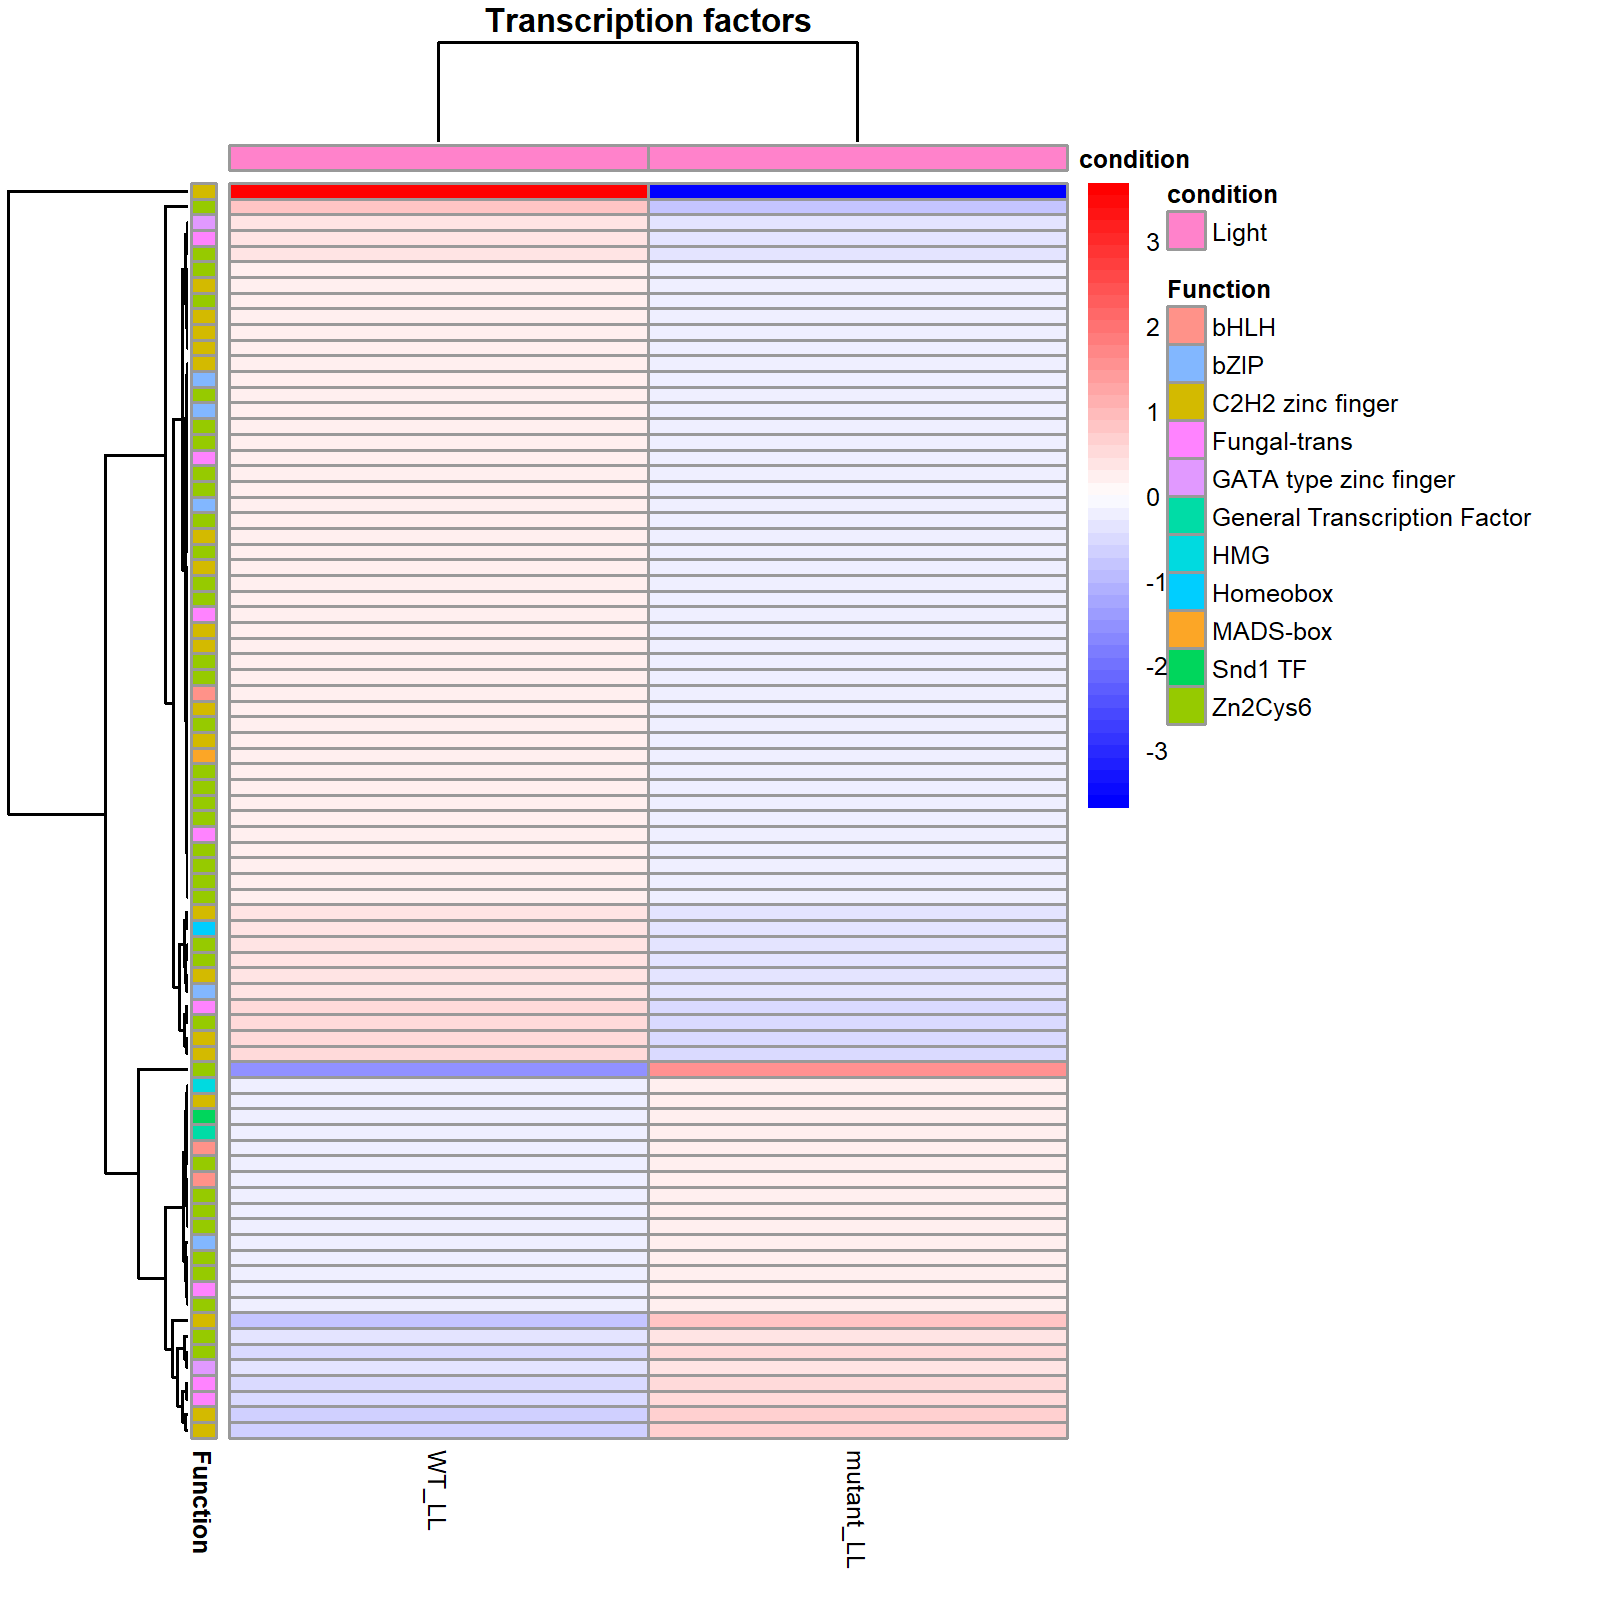 Transcription factors
condition
3
2
1
0
-1
-2
-3
condition
Light
Function
bHLH
bZIP
C2H2 zinc finger
Fungal-trans
GATA type zinc finger
General Transcription Factor
HMG
Homeobox
MADS-box
Snd1 TF
Zn2Cys6
Function
WT_LL
mutant_LL